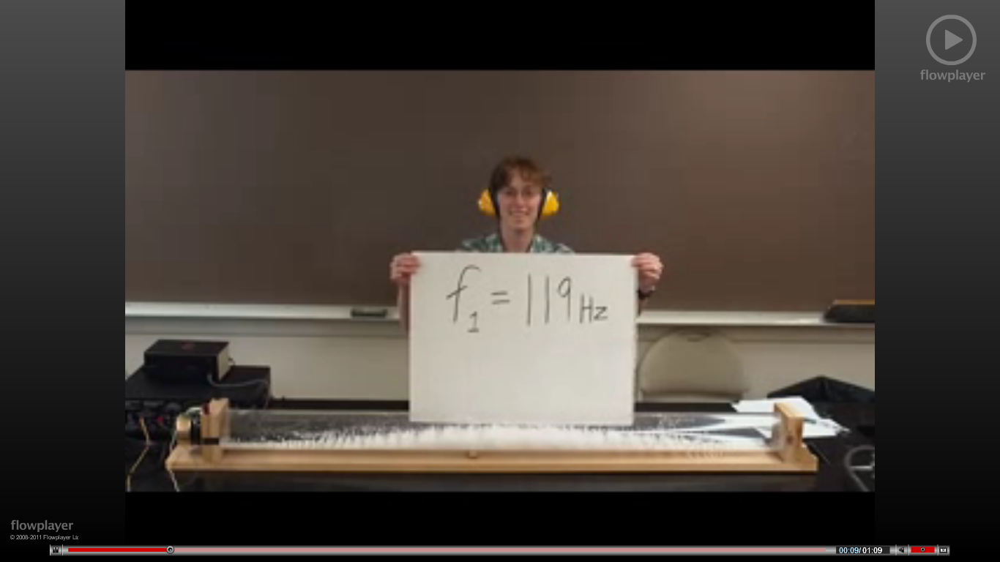 flowplayer
f₁ = 119 Hz
flowplayer
© 2008-2011 Flowplayer Ltd
00:09/01:09